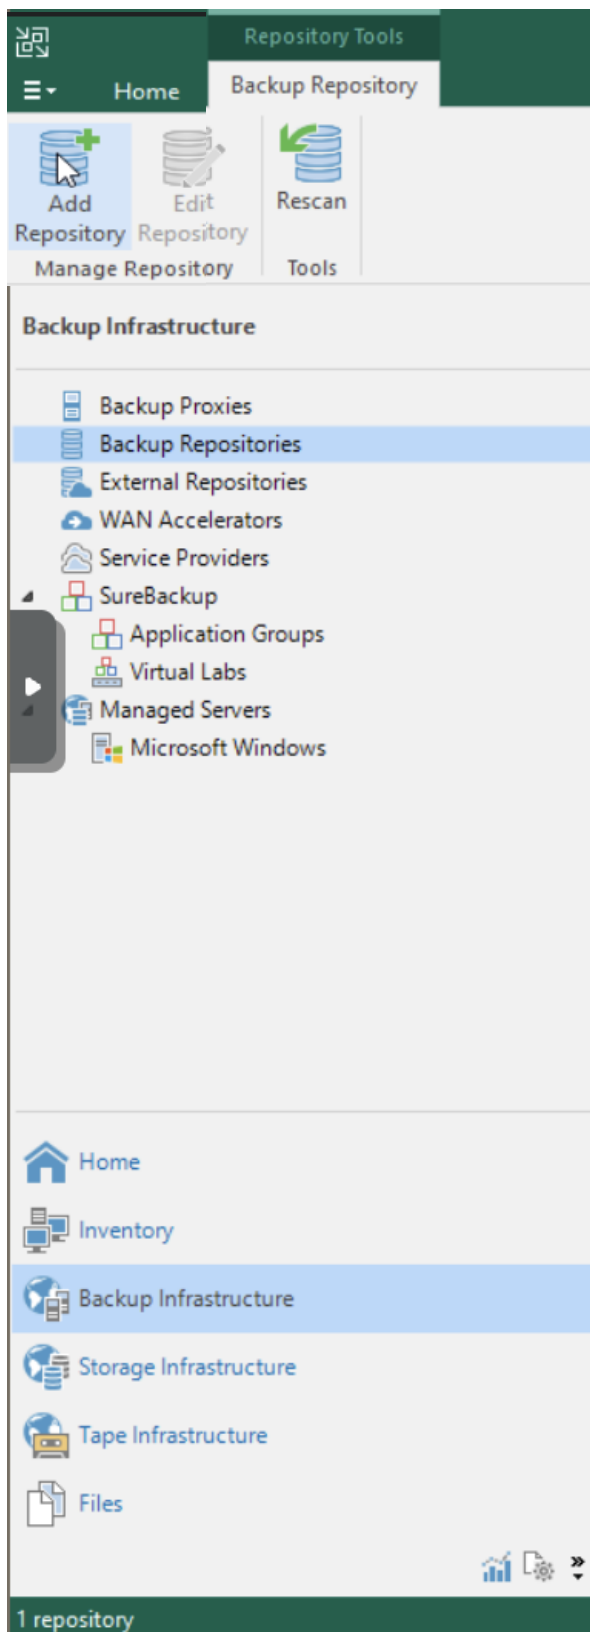 Repository Tools
Home
Backup Repository
Add
Repository
Edit
Repository
Rescan
Manage Repository
Tools
Backup Infrastructure
Backup Proxies
Backup Repositories
External Repositories
WAN Accelerators
Service Providers
SureBackup
Application Groups
Virtual Labs
Managed Servers
Microsoft Windows
Home
Inventory
Backup Infrastructure
Storage Infrastructure
Tape Infrastructure
Files
1 repository